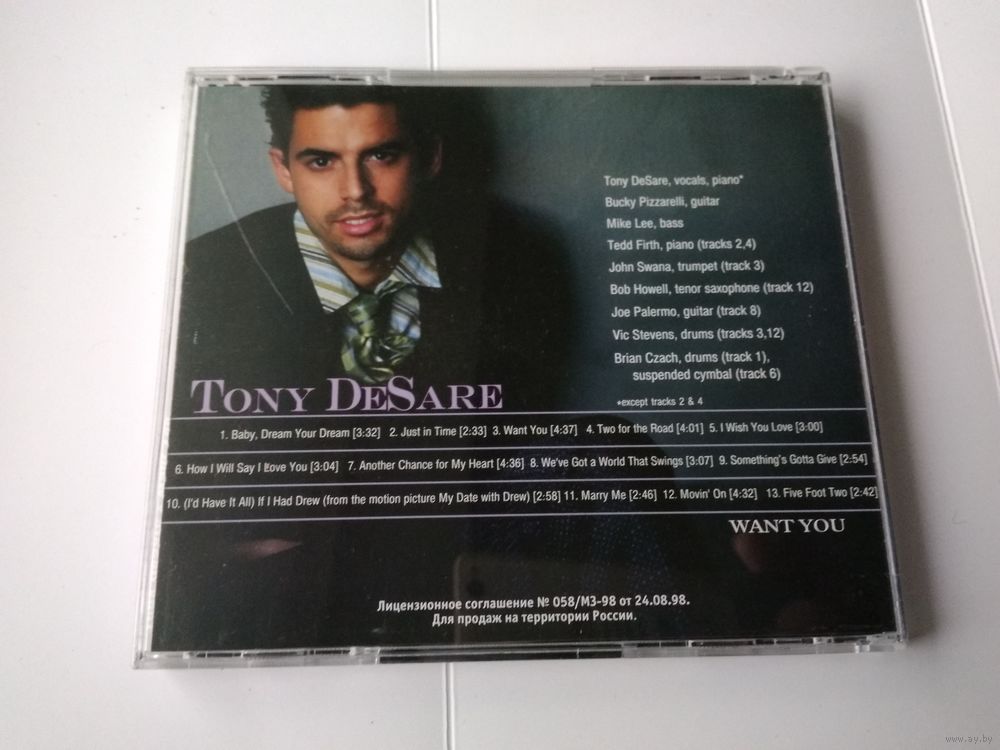 Tony DeSare, vocals, piano*
Bucky Pizzarelli, guitar
Mike Lee, bass
Tedd Firth, piano (tracks 2,4)
John Swana, trumpet (track 3)
Bob Howell, tenor saxophone (track 12)
Joe Palermo, guitar (track 8)
Vic Stevens, drums (tracks 3,12)
Brian Czach, drums (track 1),
suspended cymbal (track 6)
*except tracks 2 & 4
TONY DESARE
1. Baby, Dream Your Dream [3:32] 2. Just in Time [2:33] 3. Want You [4:37] 4. Two for the Road [4:01] 5. I Wish You Love [3:00]
6. How I Will Say I Love You [3:04] 7. Another Chance for My Heart [4:36] 8. We've Got a World That Swings [3:07] 9. Something's Gotta Give [2:54]
10. (I'd Have It All) If I Had Drew (from the motion picture My Date with Drew) [2:58] 11. Marry Me [2:46] 12. Movin' On [4:32] 13. Five Foot Two [2:42]
WANT YOU
Лицензионное соглашение № 058/МЗ-98 от 24.08.98.
Для продаж на территории России.
www.ay.by